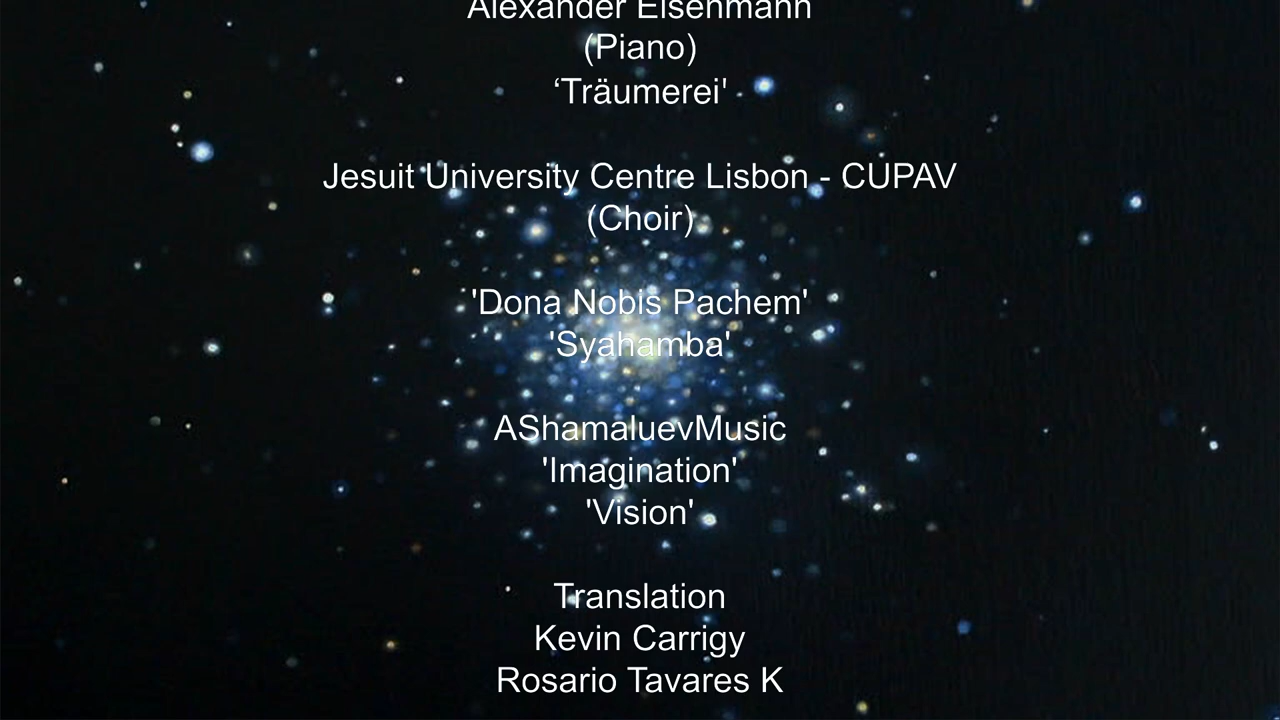 Alexander Eisenmann
(Piano)
‘Träumerei'
Jesuit University Centre Lisbon - CUPAV
(Choir)
'Dona Nobis Pachem'
'Syahamba'
AShamaluevMusic
'Imagination'
'Vision'
Translation
Kevin Carrigy
Rosario Tavares K